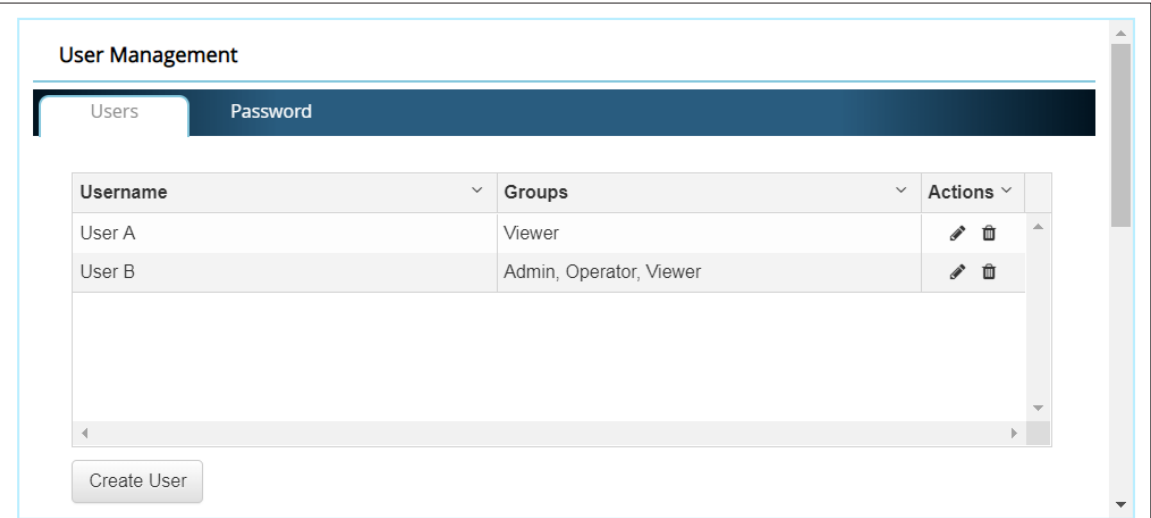 User Management
Users Password
Username Groups Actions
User A Viewer
User B Admin, Operator, Viewer
Create User